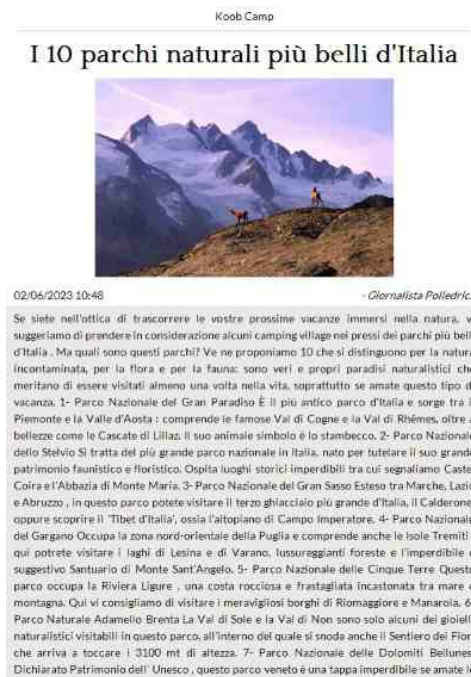 Koob Camp
I 10 parchi naturali più belli d'Italia
02/06/2023 10:48
- Giornalista Poliedric
Se siete nell'ottica di trascorrere le vostre prossime vacanze immersi nella natura, v
suggeriamo di prendere in considerazione alcuni camping village nei pressi dei parchi più bell
d'Italia . Ma quali sono questi parchi? Ve ne proponiamo 10 che si distinguono per la natura
incontaminata, per la flora e per la fauna: sono veri e propri paradisi naturalistici che
meritano di essere visitati almeno una volta nella vita, soprattutto se amate questo tipo d
vacanza. 1- Parco Nazionale del Gran Paradiso È il più antico parco d'Italia e sorge tra i
Piemonte e la Valle d'Aosta : comprende le famose Val di Cogne e la Val di Rhêmes, oltre
bellezze come le Cascate di Lillaz. Il suo animale simbolo è lo stambecco. 2- Parco Nazionale
dello Stelvio Si tratta del più grande parco nazionale in Italia, nato per tutelare il suo grande
patrimonio faunistico e floristico. Ospita luoghi storici imperdibili tra cui segnaliamo Caste
Coira e l'Abbazia di Monte Maria. 3- Parco Nazionale del Gran Sasso Esteso tra Marche, Lazio
e Abruzzo , in questo parco potete visitare il terzo ghiacciaio più grande d'Italia, il Calderone
oppure scoprire il 'Tibet d'Italia', ossia l'altopiano di Campo Imperatore. 4- Parco Nazionale
del Gargano Occupa la zona nord-orientale della Puglia e comprende anche le Isole Tremiti
qui potrete visitare i laghi di Lesina e di Varano, lussureggianti foreste e l'imperdibile e
suggestivo Santuario di Monte Sant'Angelo. 5- Parco Nazionale delle Cinque Terre Questo
parco occupa la Riviera Ligure , una costa rocciosa e frastagliata incastonata tra mare e
montagna. Qui vi consigliamo di visitare i meravigliosi borghi di Riomaggiore e Manarola. 6
Parco Naturale Adamello Brenta La Val di Sole e la Val di Non sono solo alcuni dei gioiell
naturalistici visitabili in questo parco, all'interno del quale si snoda anche il Sentiero dei Fior
che arriva a toccare i 3100 mt di altezza. 7- Parco Nazionale delle Dolomiti Bellunes
Dichiarato Patrimonio dell' Unesco , questo parco veneto è una tappa imperdibile se amate le